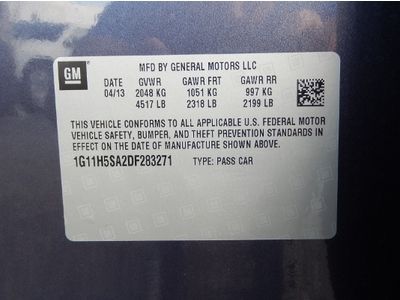 GM
MFD BY GENERAL MOTORS LLC
DATE GVWR GAWR FRT GAWR RR
04/13 2048 KG 1051 KG 997 KG
4517 LB 2318 LB 2199 LB
THIS VEHICLE CONFORMS TO ALL APPLICABLE U.S. FEDERAL MOTOR
VEHICLE SAFETY, BUMPER, AND THEFT PREVENTION STANDARDS IN
EFFECT ON THE DATE OF MANUFACTURE SHOWN ABOVE.
1G11H5SA2DF283271 TYPE: PASS CAR